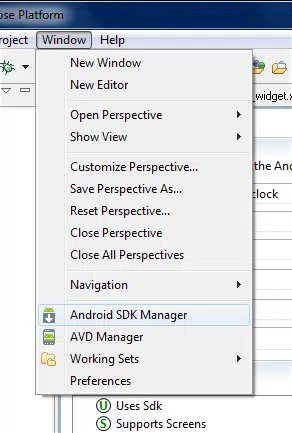 ose Platform
roject Window Help
New Window
New Editor
_widget.x
Open Perspective
Show View
Customize Perspective...
the And
Save Perspective As...
clock
Reset Perspective...
Close Perspective
Close All Perspectives
Navigation
Android SDK Manager
AVD Manager
Working Sets
Preferences
U Uses Sdk
S Supports Screens